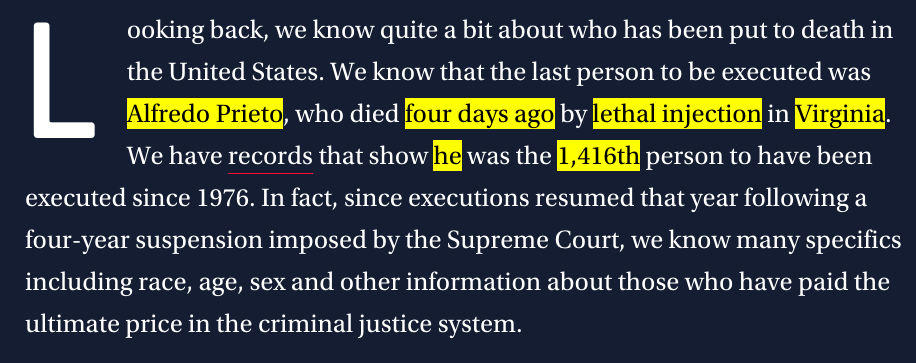 Looking back, we know quite a bit about who has been put to death in
the United States. We know that the last person to be executed was
Alfredo Prieto, who died four days ago by lethal injection in Virginia.
We have records that show he was the 1,416th person to have been
executed since 1976. In fact, since executions resumed that year following a
four-year suspension imposed by the Supreme Court, we know many specifics
including race, age, sex and other information about those who have paid the
ultimate price in the criminal justice system.